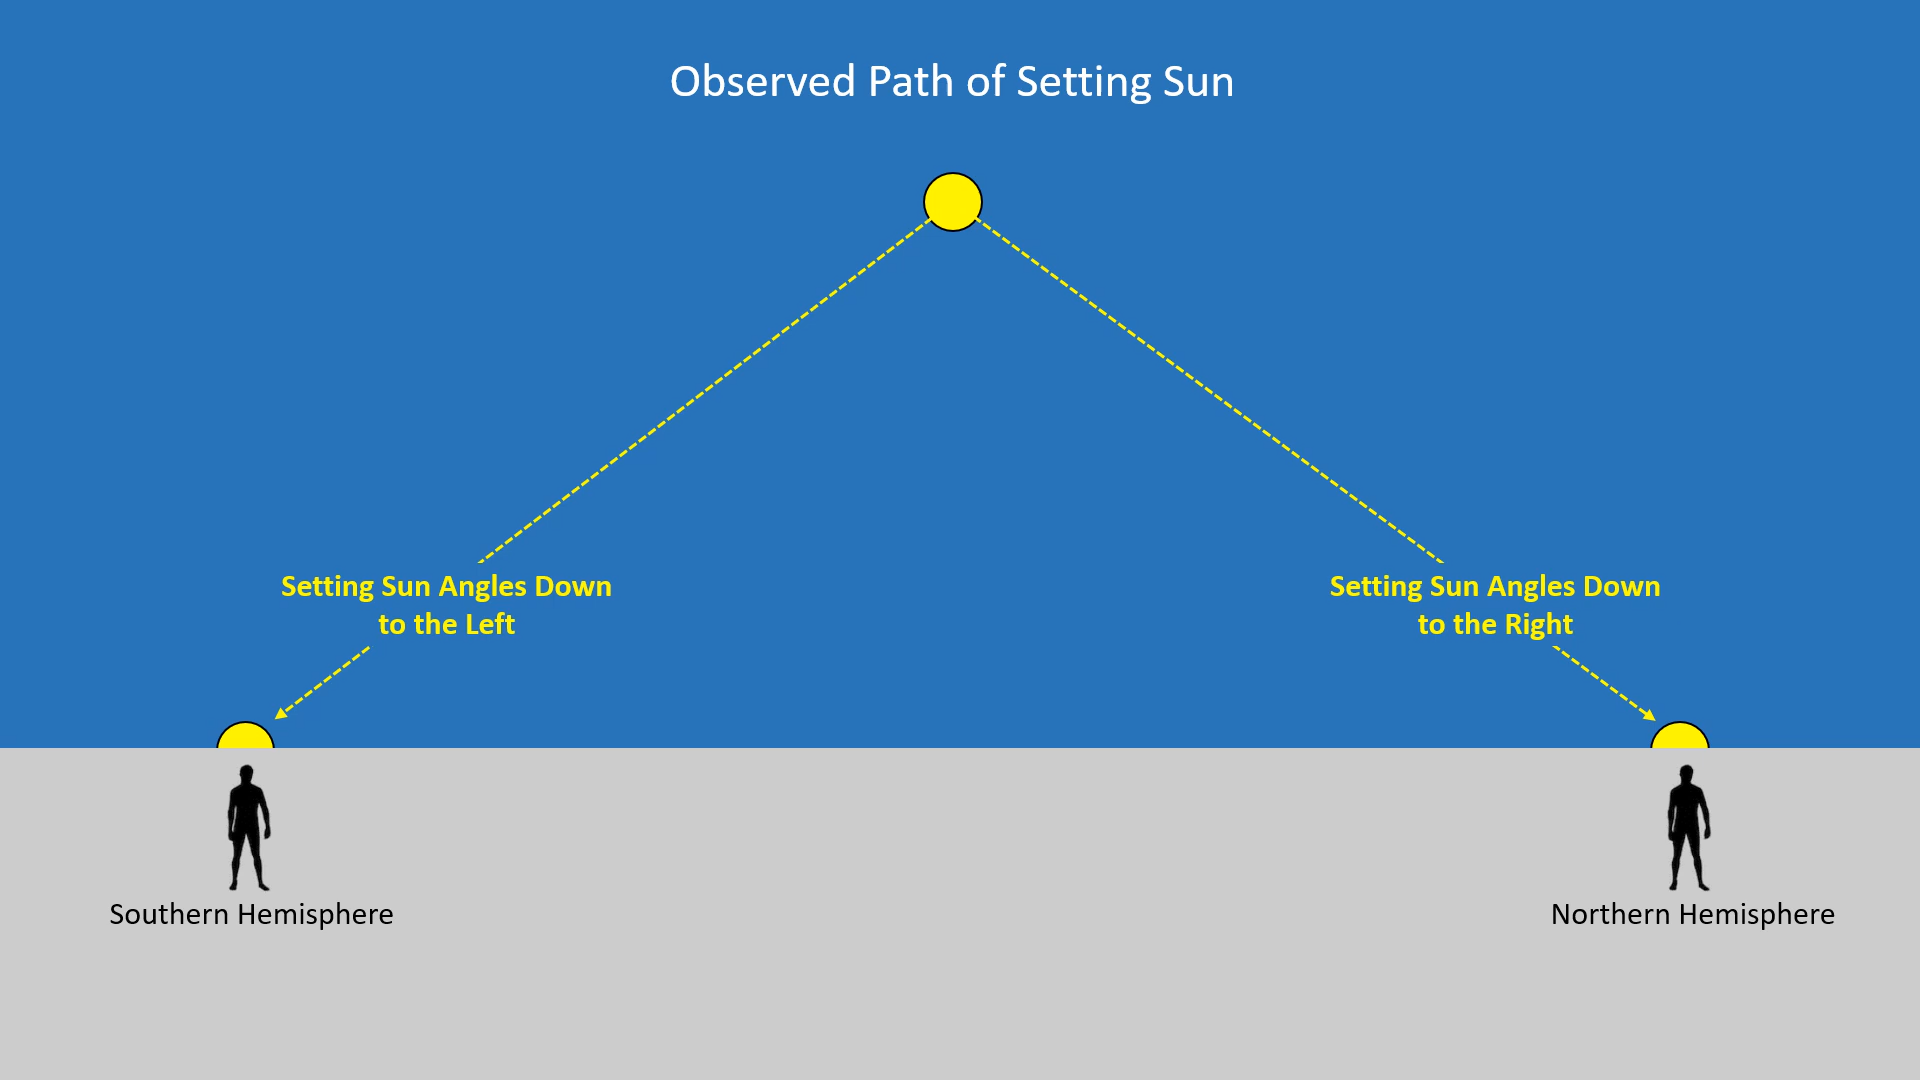 Observed Path of Setting Sun
Setting Sun Angles Down
to the Left
Setting Sun Angles Down
to the Right
Southern Hemisphere
Northern Hemisphere